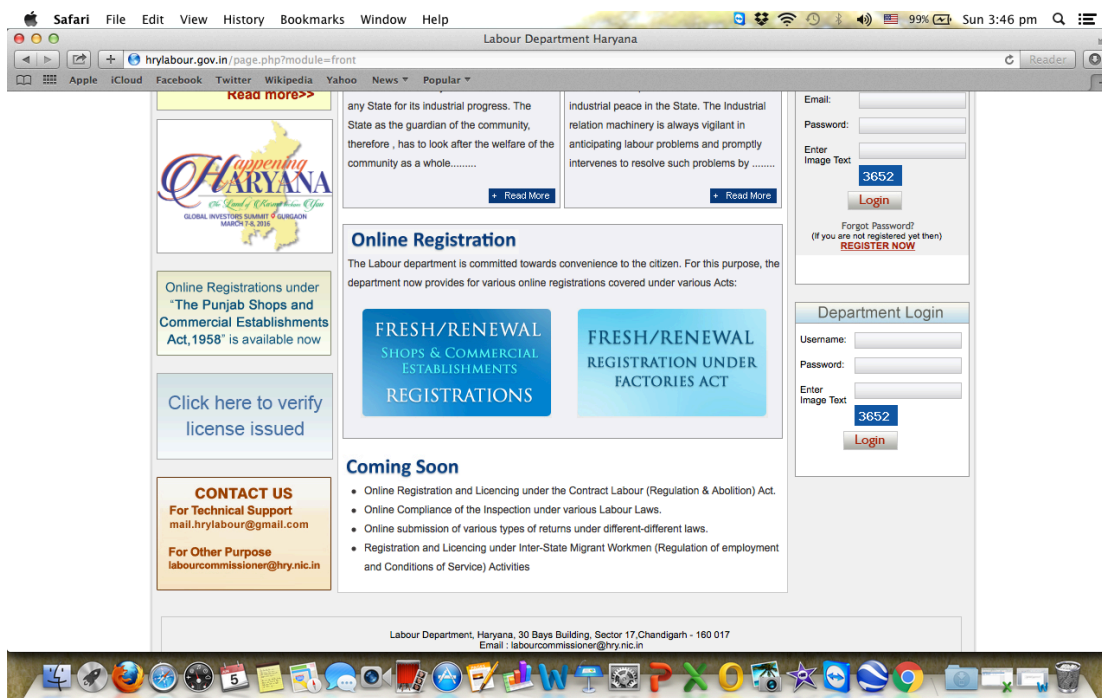 Safari File Edit View History Bookmarks Window Help 99% Sun 3:46 pm
Labour Department Haryana
hrylabour.gov.in/page.php?module=front Reader
Apple iCloud Facebook Twitter Wikipedia Yahoo News Popular
Read more>>
Happening
HARYANA
GLOBAL INVESTORS SUMMIT GURGAON
MARCH 7-8, 2016
Online Registrations under
"The Punjab Shops and
Commercial Establishments
Act,1958" is available now
Click here to verify
license issued
CONTACT US
For Technical Support
mail.hrylabour@gmail.com
For Other Purpose
labourcommissioner@hry.nic.in
any State for its industrial progress. The
State as the guardian of the community,
therefore , has to look after the welfare of the
community as a whole.........
+ Read More
industrial peace in the State. The Industrial
relation machinery is always vigilant in
anticipating labour problems and promptly
intervenes to resolve such problems by ........
+ Read More
Online Registration
The Labour department is committed towards convenience to the citizen. For this purpose, the
department now provides for various online registrations covered under various Acts:
FRESH/RENEWAL
SHOPS & COMMERCIAL
ESTABLISHMENTS
REGISTRATIONS
FRESH/RENEWAL
REGISTRATION UNDER
FACTORIES ACT
Coming Soon
• Online Registration and Licencing under the Contract Labour (Regulation & Abolition) Act.
• Online Compliance of the Inspection under various Labour Laws.
• Online submission of various types of returns under different-different laws.
• Registration and Licencing under Inter-State Migrant Workmen (Regulation of employment
and Conditions of Service) Activities
Email:
Password:
Enter
Image Text
3652
Login
Forgot Password?
(If you are not registered yet then)
REGISTER NOW
Department Login
Username:
Password:
Enter
Image Text
3652
Login
Labour Department, Haryana, 30 Bays Building, Sector 17,Chandigarh - 160 017
Email : labourcommissioner@hry.nic.in
5